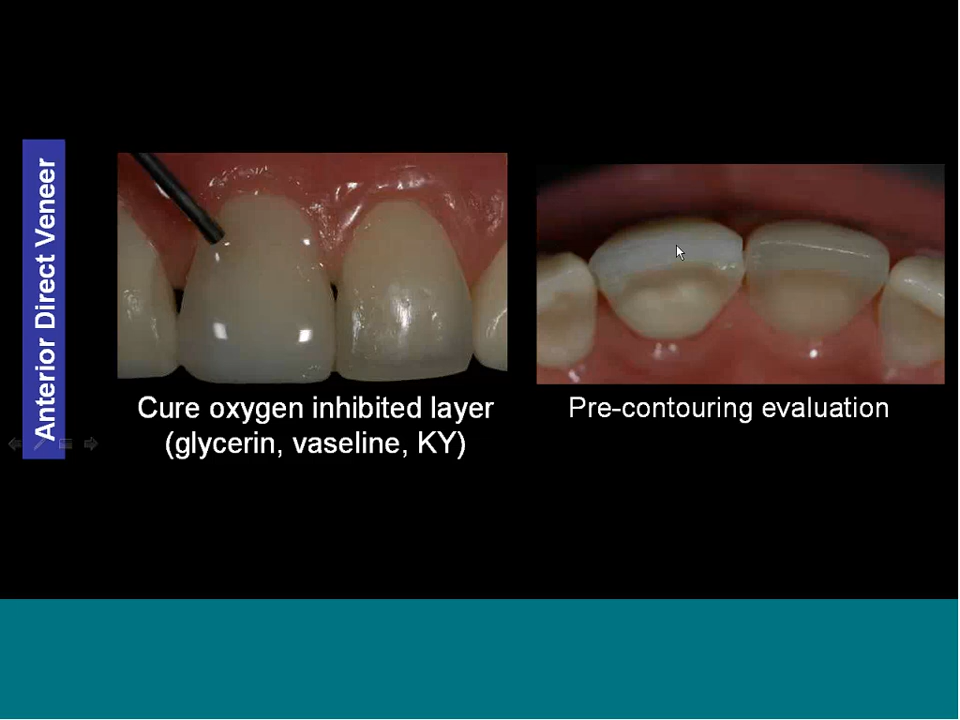 Anterior Direct Veneer
Cure oxygen inhibited layer
(glycerin, vaseline, KY)
Pre-contouring evaluation